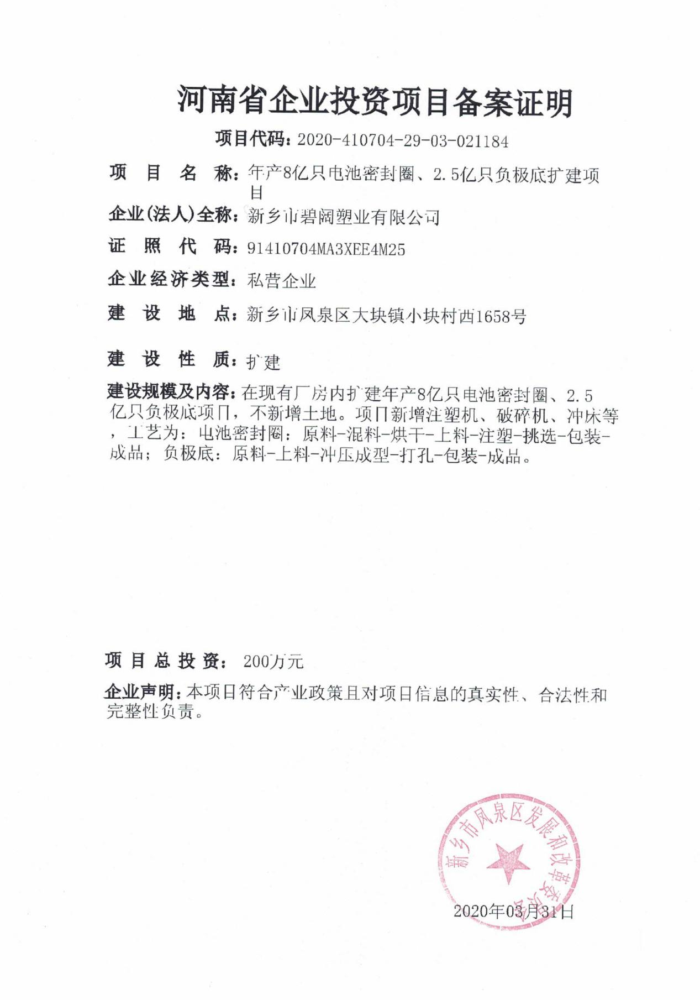 河南省企业投资项目备案证明
项目代码：2020-410704-29-03-021184
项目名称：年产8亿只电池密封圈、2.5亿只负极底扩建项
目
企业(法人)全称：新乡市碧阔塑业有限公司
证照代码：91410704MA3XEE4M25
企业经济类型：私营企业
建设地点：新乡市凤泉区大块镇小块村西1658号
建设性质：扩建
建设规模及内容：在现有厂房内扩建年产8亿只电池密封圈、2.5
亿只负极底项目，不新增土地。项目新增注塑机、破碎机、冲床等
，工艺为：电池密封圈：原料-混料-烘干-上料-注塑-挑选-包装-
成品；负极底：原料-上料-冲压成型-打孔-包装-成品。
项目总投资：200万元
企业声明：本项目符合产业政策且对项目信息的真实性、合法性和
完整性负责。
新乡市凤泉区发展和改革委员会
2020年03月31日